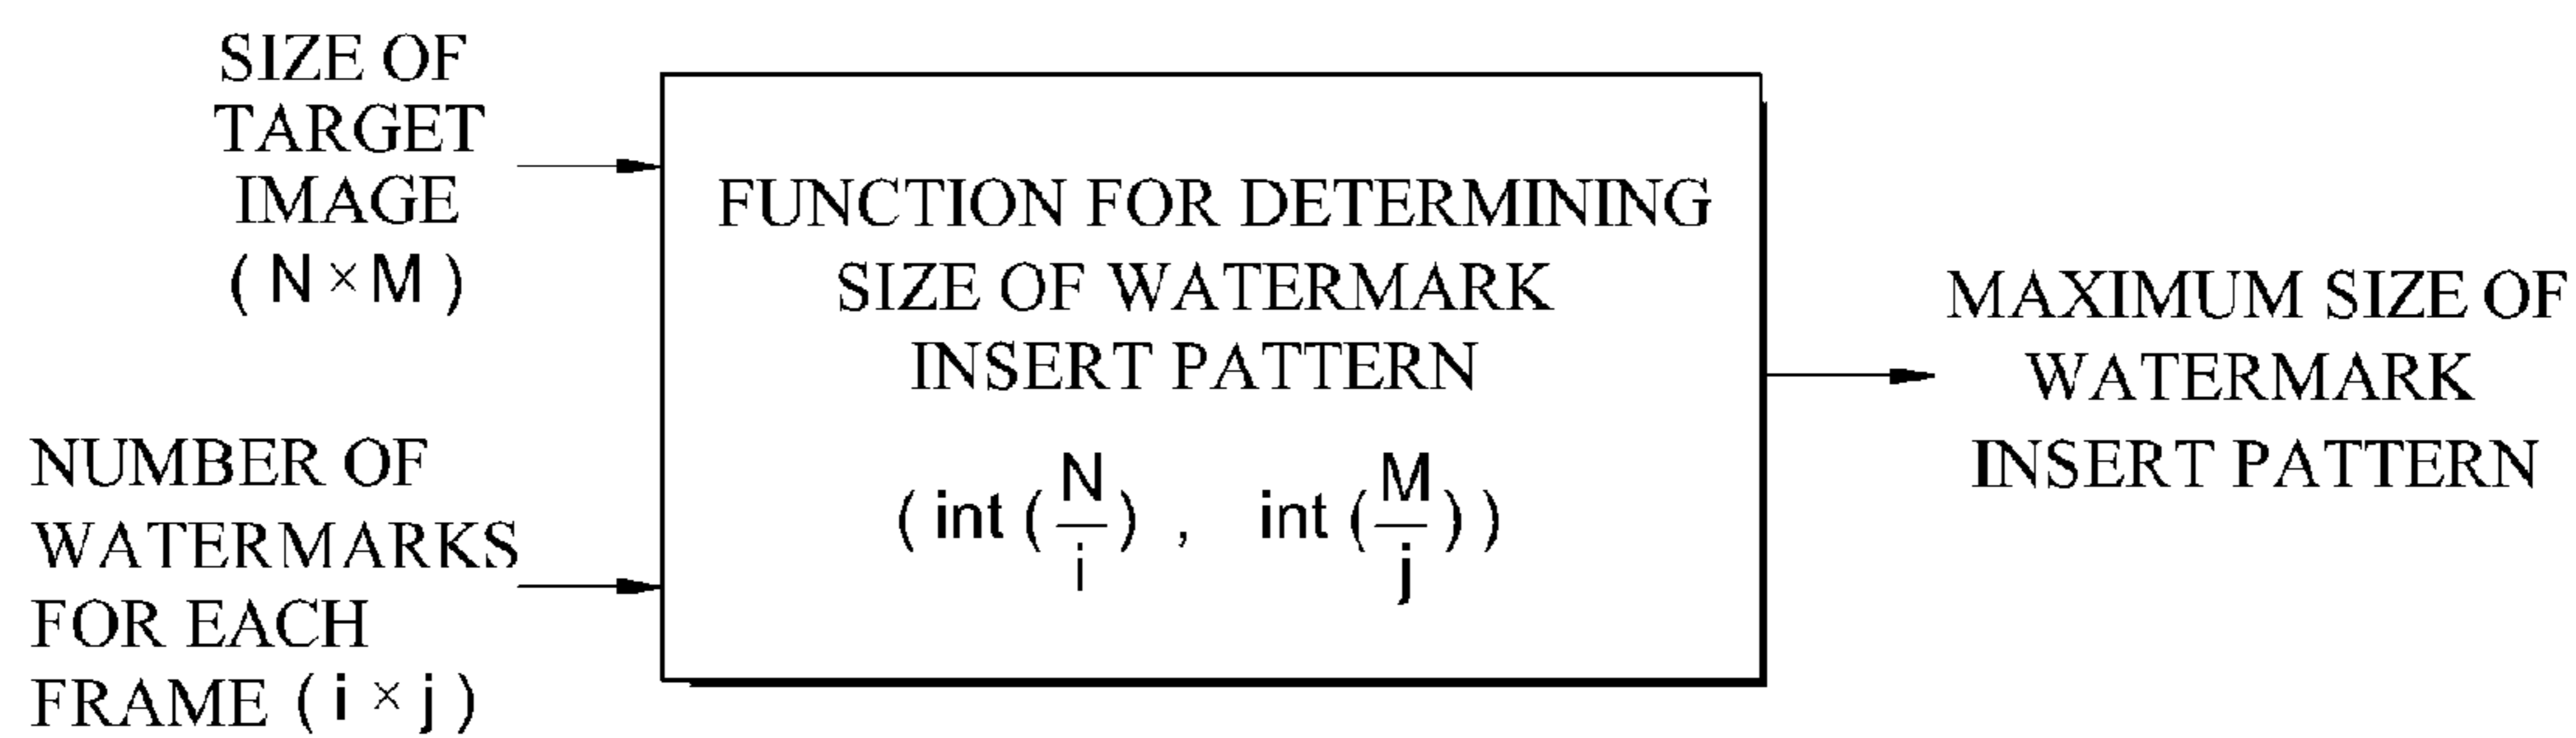 SIZE OF
TARGET
IMAGE
( N × M )
NUMBER OF
WATERMARKS
FOR EACH
FRAME ( i × j )
FUNCTION FOR DETERMINING
SIZE OF WATERMARK
INSERT PATTERN
( int ( N/i ) , int ( M/j ) )
MAXIMUM SIZE OF
WATERMARK
INSERT PATTERN